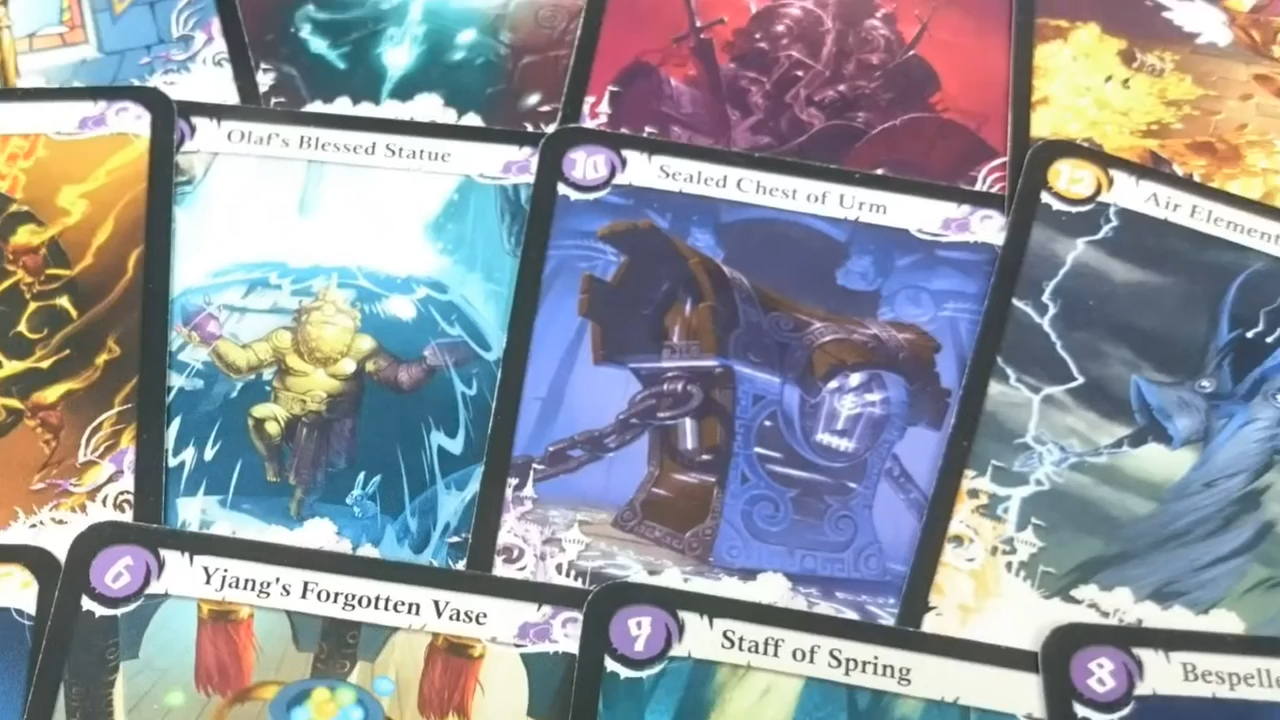 Olaf's Blessed Statue
10 Sealed Chest of Urm
12 Air Element
6 Yjang's Forgotten Vase
9 Staff of Spring
8 Bespelle